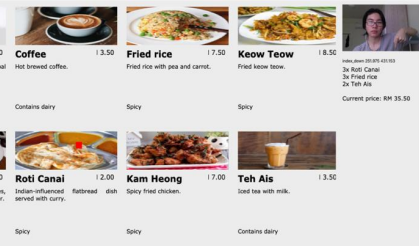 Coffee 3.50
Hot brewed coffee.
Contains dairy
Fried rice 7.50
Fried rice with pea and carrot.
Spicy
Keow Teow 8.50
Fried keow teow.
Spicy
index_down 251.875 431.153
3x Roti Canai
3x Fried rice
2x Teh Ais
Current price: RM 35.50
Roti Canai 2.00
Indian-influenced flatbread dish
served with curry.
Spicy
Kam Heong 7.00
Spicy fried chicken.
Spicy
Teh Ais 3.50
Iced tea with milk.
Contains dairy